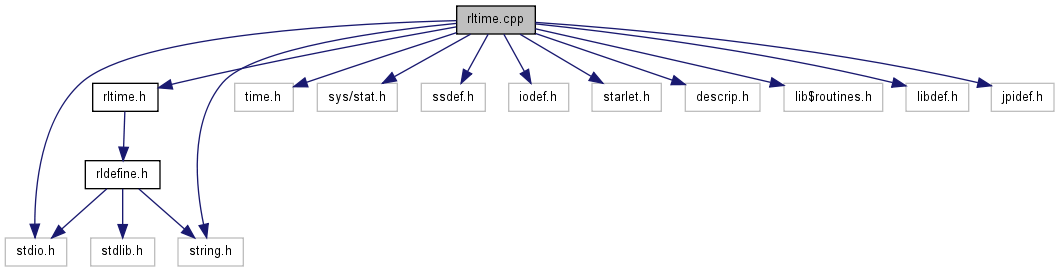 rltime.cpp
rltime.h
time.h
sys/stat.h
ssdef.h
iodef.h
starlet.h
descrip.h
lib$routines.h
libdef.h
jpidef.h
rldefine.h
stdio.h
stdlib.h
string.h